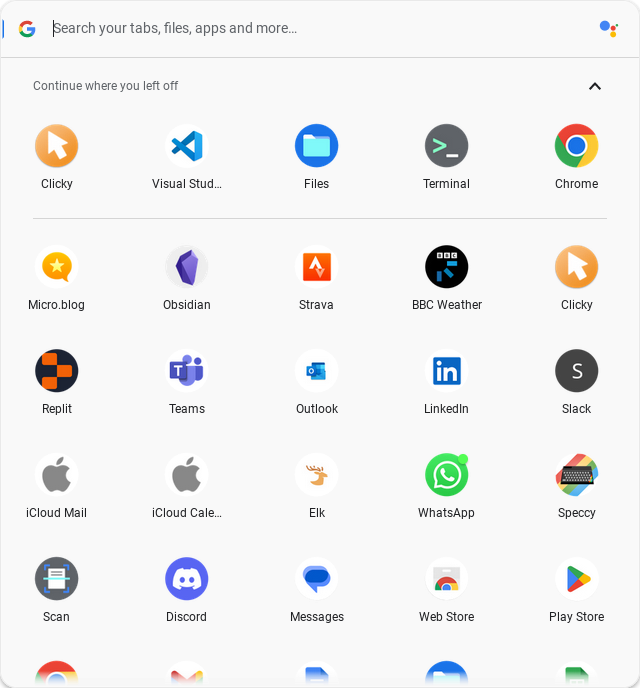 Search your tabs, files, apps and more...
Continue where you left off
Clicky
Visual Stud...
Files
Terminal
Chrome
BBC
Micro.blog
Obsidian
Strava
BBC Weather
Clicky
T
in
S
Replit
Teams
Outlook
LinkedIn
Slack
iCloud Mail
iCloud Cale...
Elk
WhatsApp
Speccy
Scan
Discord
Messages
Web Store
Play Store